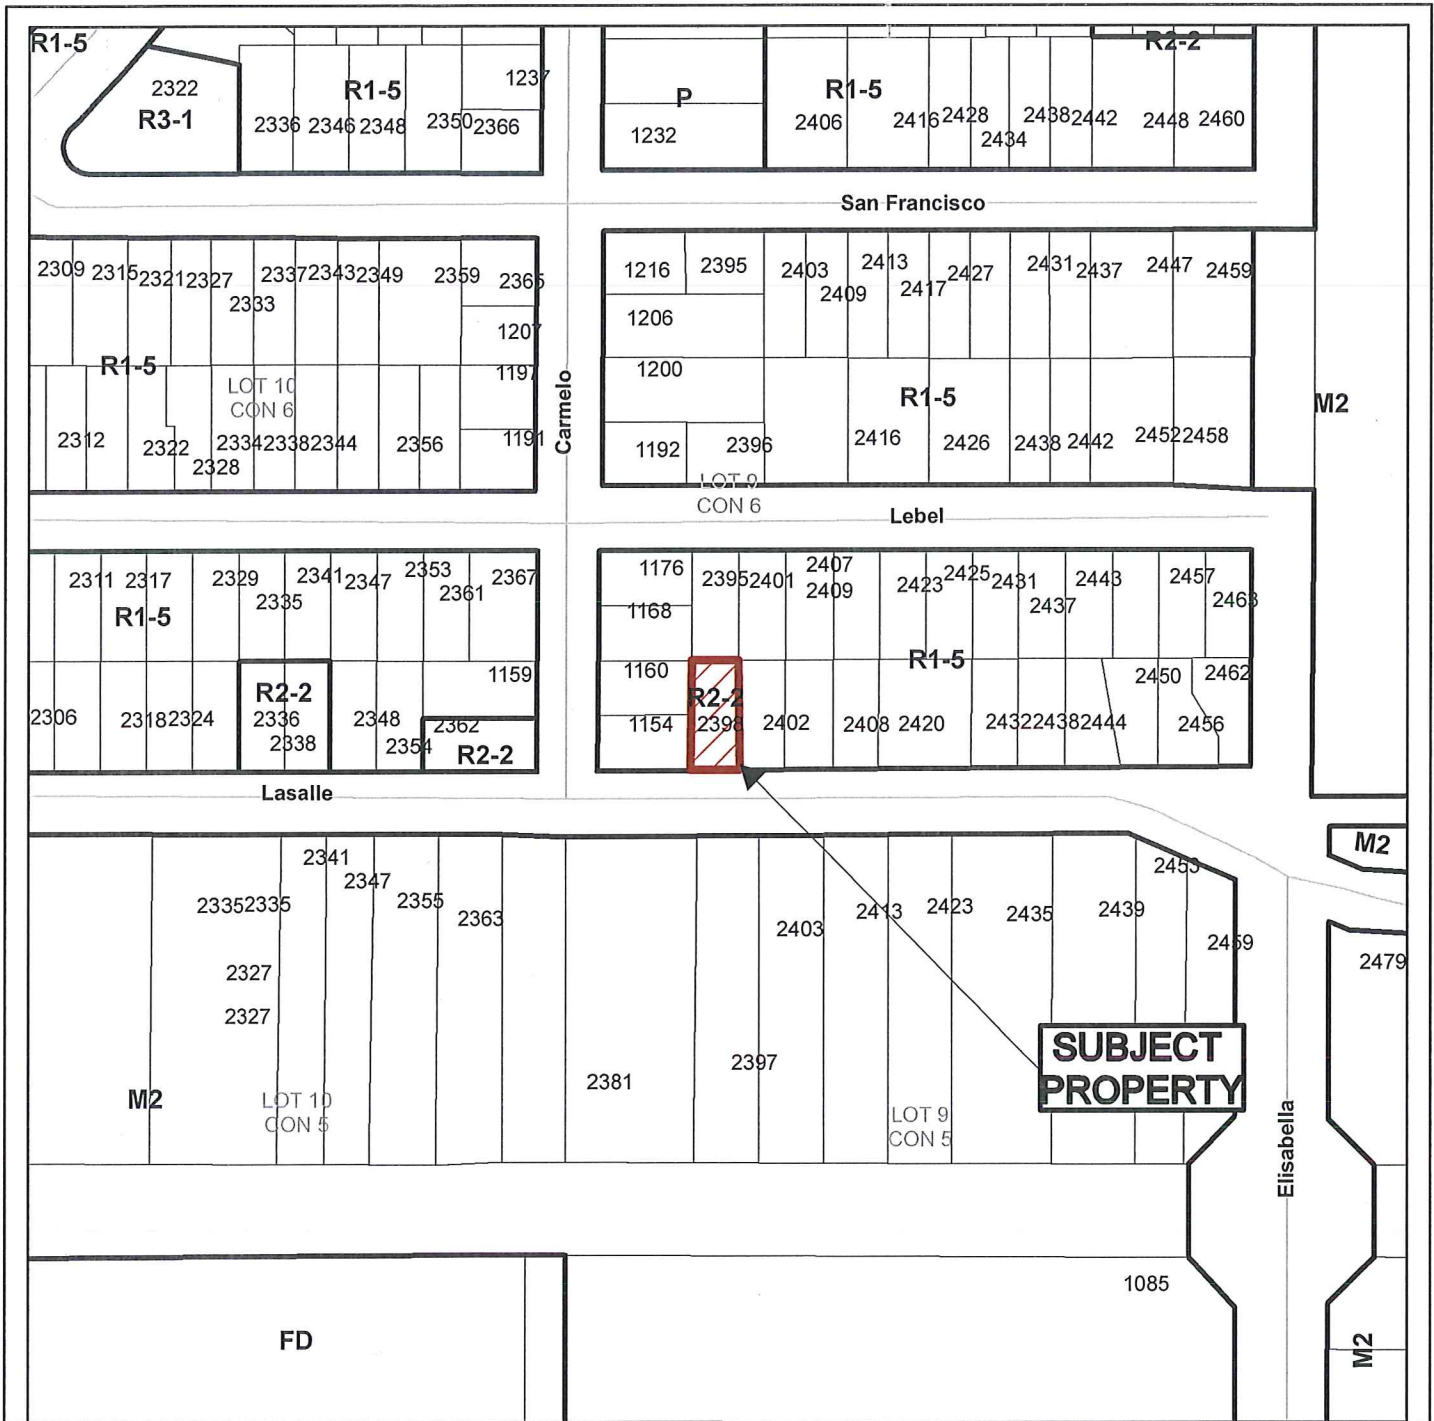 R1-5
R2-2
2322
R3-1
R1-5
1237
2336 2346 2348 2350 2366
P
1232
R1-5
2406 2416 2428 2434 2438 2442 2448 2460
San Francisco
2309 2315 2321 2327 2333 2337 2343 2349 2359 2365
1207
R1-5
LOT 10
CON 6
1197
1191
2312 2322 2328 2334 2338 2344 2356
Carmelo
1216 2395 2403 2409 2413 2417 2427 2431 2437 2447 2459
1206
1200
R1-5
M2
1192 2396 2416 2426 2438 2442 2452 2458
LOT 9
CON 6
Lebel
2311 2317 2329 2335 2341 2347 2353 2361 2367
R1-5
1159
R2-2
2306 2318 2324 2336 2338 2348 2354 2362
R2-2
1176 2395 2401 2407 2409 2423 2425 2431 2437 2443 2457 2463
1168
R1-5
1160
R2-2
1154 2398 2402 2408 2420 2432 2438 2444 2450 2456 2462
Lasalle
M2
2341
2347
2335 2335 2355
2363
2327
2327
2403 2413 2423 2435 2439 2453 2459
2479
2381
2397
SUBJECT
PROPERTY
M2
LOT 10
CON 5
LOT 9
CON 5
Elisabella
1085
FD
M2